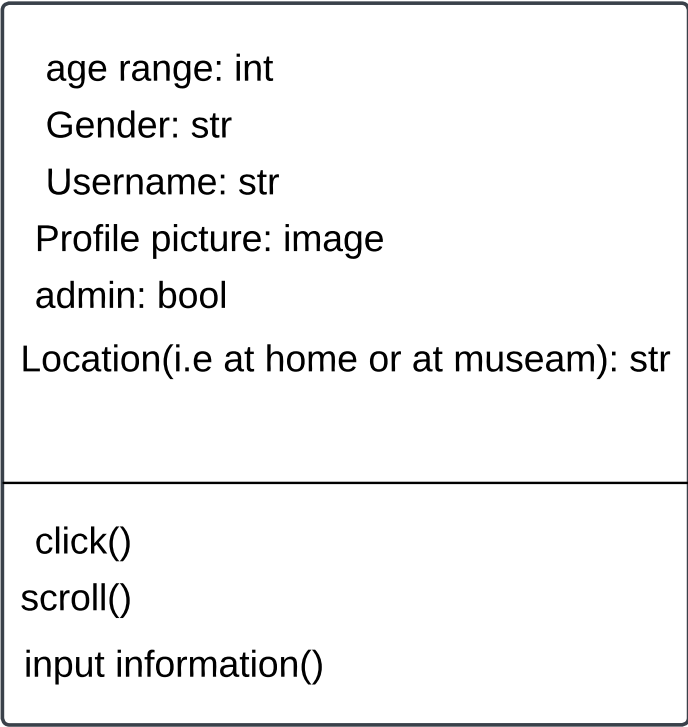 age range: int
Gender: str
Username: str
Profile picture: image
admin: bool
Location(i.e at home or at museam): str
click()
scroll()
input information()